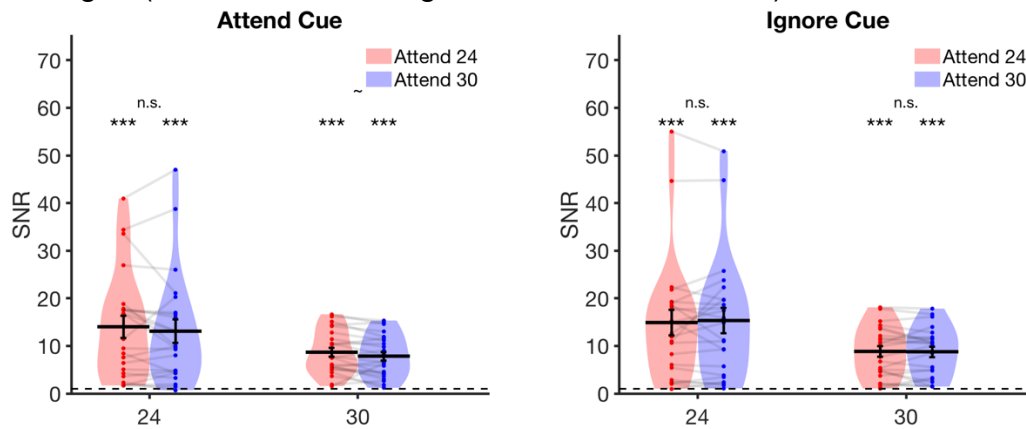 Attend Cue
70
60
50
40
30
20
10
0
SNR
Attend 24
Attend 30
n.s.
~
*** ***
*** ***
24
30
Ignore Cue
70
60
50
40
30
20
10
0
SNR
Attend 24
Attend 30
n.s.
n.s.
*** ***
*** ***
24
30